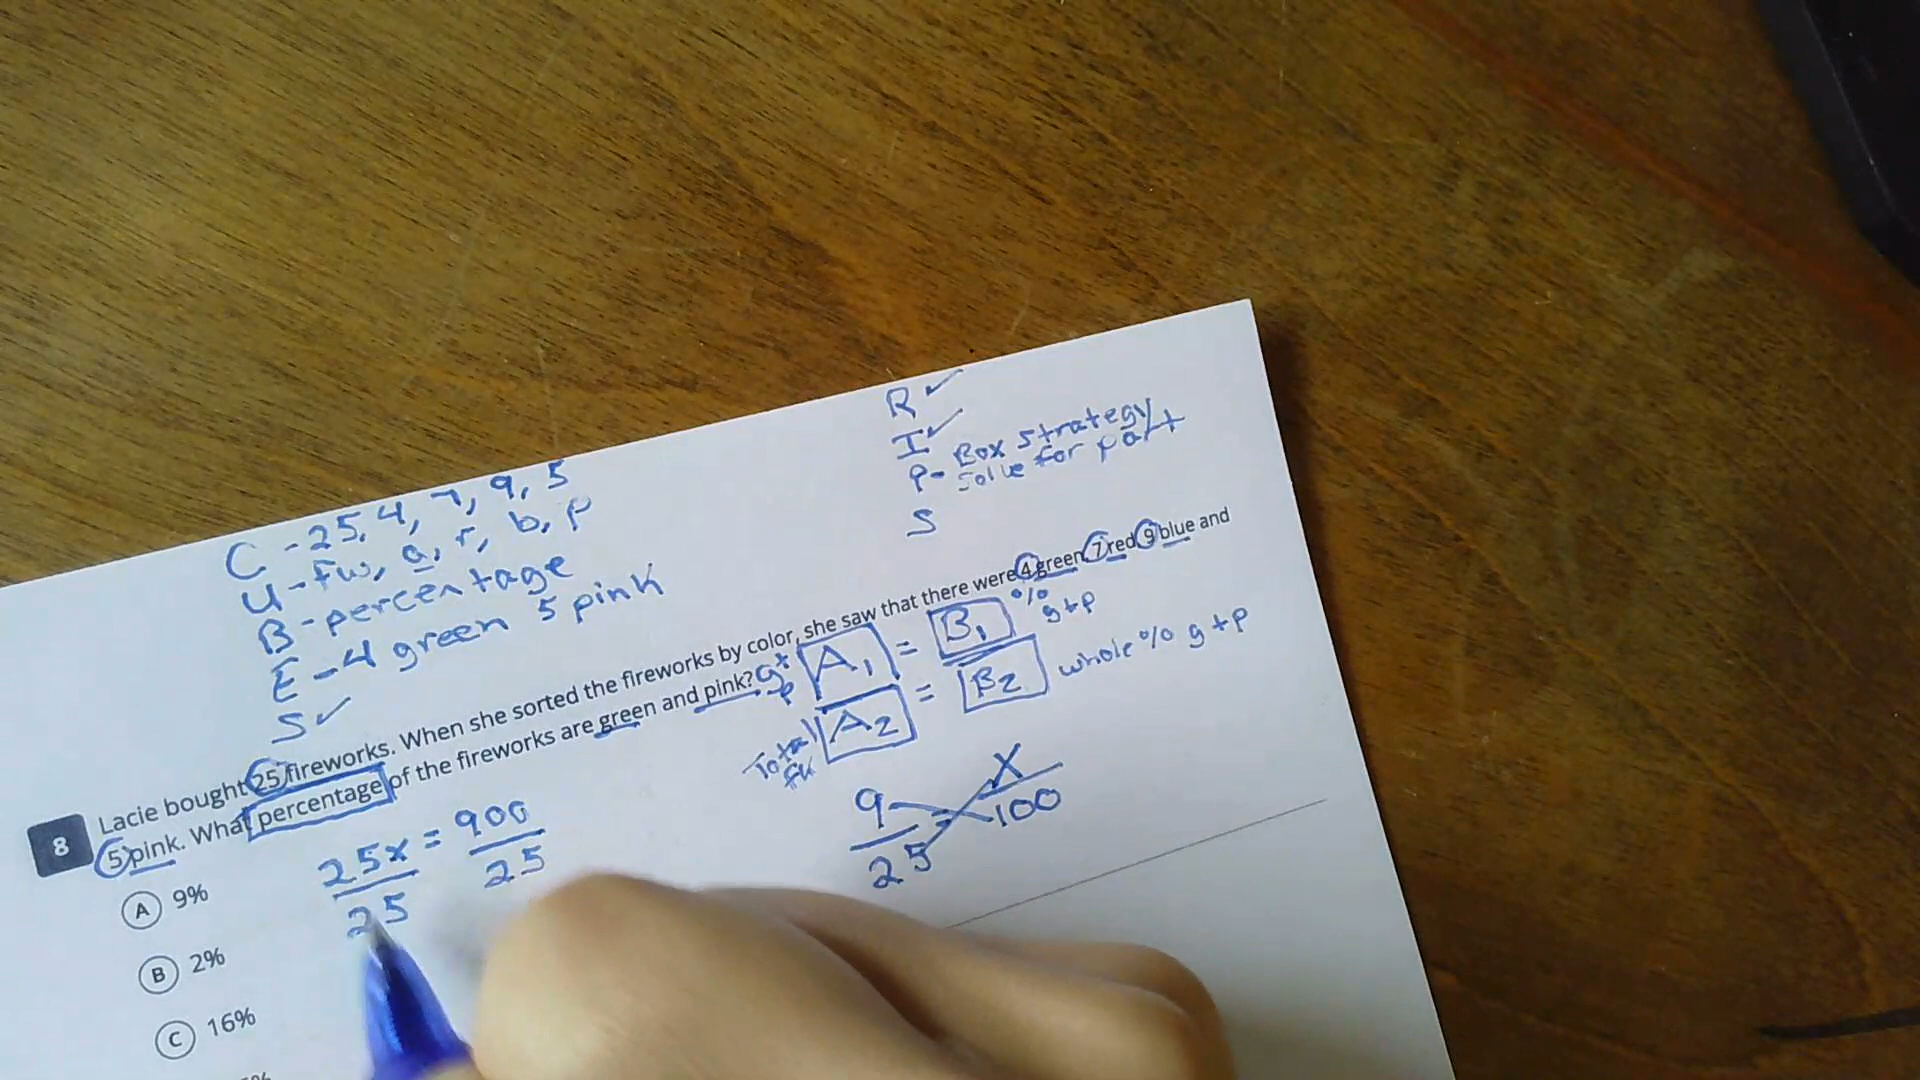 C - 25, 4, 7, 9, 5
U - fw, g, r, b, p
B - percentage
E - 4 green 5 pink
S ✓
R ✓
I ✓
P - Box strategy
solve for part
S
8 Lacie bought 25 fireworks. When she sorted the fireworks by color, she saw that there were 4 green 7 red 9 blue and
5 pink. What percentage of the fireworks are green and pink?
g+p A1 = B1 % g+p
Total fw A2 = B2 whole % g+p
25x = 900
25 25
9 = x
25 100
A 9%
B 2%
C 16%
%